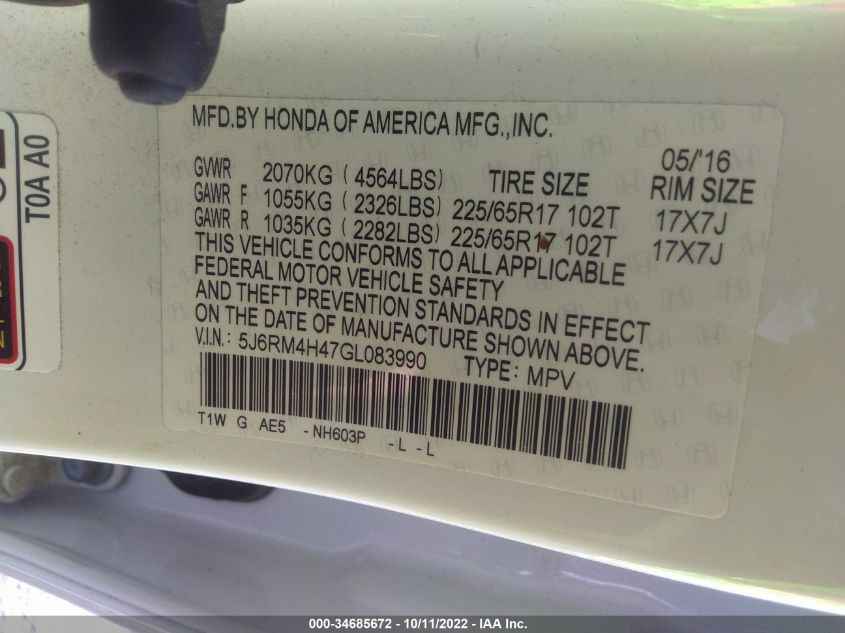 MFD.BY HONDA OF AMERICA MFG.,INC.
05/'16
GVWR 2070KG ( 4564LBS) TIRE SIZE RIM SIZE
GAWR F 1055KG ( 2326LBS) 225/65R17 102T 17X7J
GAWR R 1035KG ( 2282LBS) 225/65R17 102T 17X7J
THIS VEHICLE CONFORMS TO ALL APPLICABLE
FEDERAL MOTOR VEHICLE SAFETY
AND THEFT PREVENTION STANDARDS IN EFFECT
ON THE DATE OF MANUFACTURE SHOWN ABOVE.
V.I.N.: 5J6RM4H47GL083990 TYPE: MPV
T1W G AE5 -NH603P -L -L
T0A A0
000-34685672 - 10/11/2022 - IAA Inc.